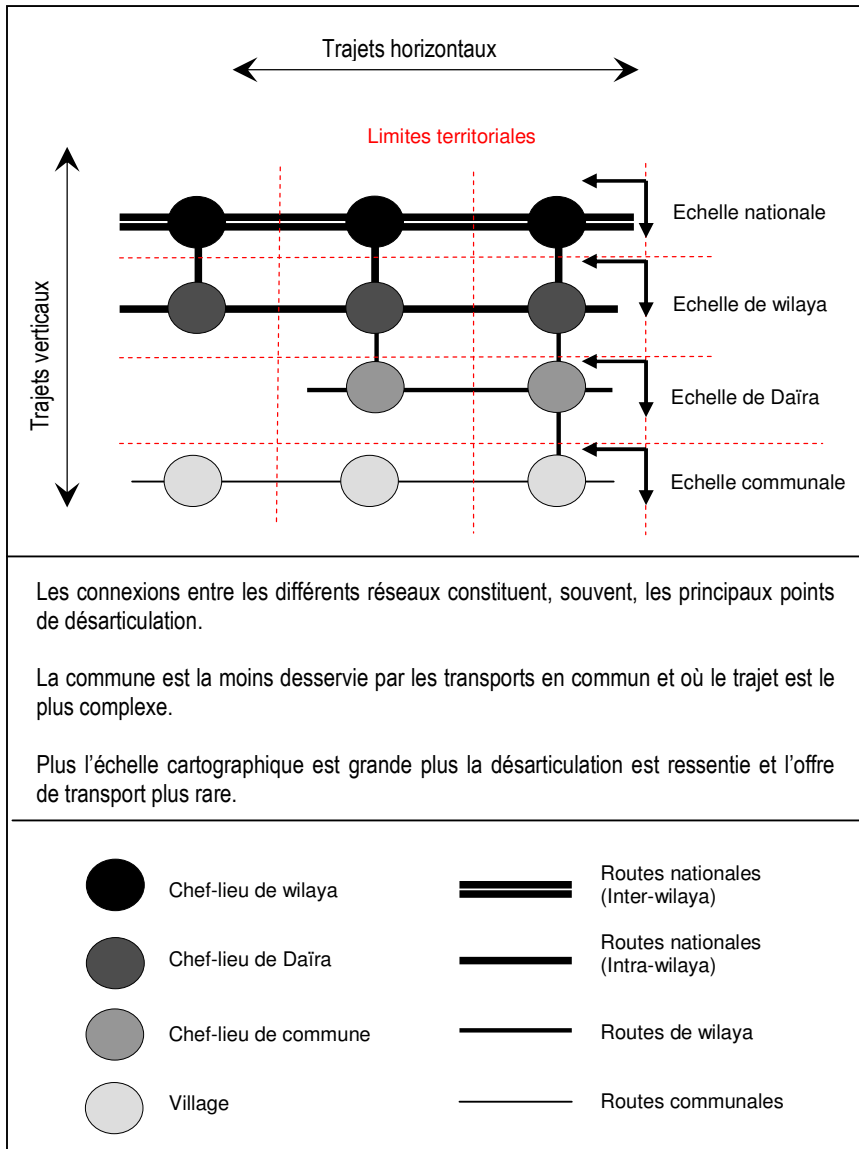 Trajets horizontaux
Limites territoriales
Trajets verticaux
Echelle nationale
Echelle de wilaya
Echelle de Daïra
Echelle communale
Les connexions entre les différents réseaux constituent, souvent, les principaux points
de désarticulation.
La commune est la moins desservie par les transports en commun et où le trajet est le
plus complexe.
Plus l'échelle cartographique est grande plus la désarticulation est ressentie et l'offre
de transport plus rare.
Chef-lieu de wilaya
Routes nationales
(Inter-wilaya)
Chef-lieu de Daïra
Routes nationales
(Intra-wilaya)
Chef-lieu de commune
Routes de wilaya
Village
Routes communales